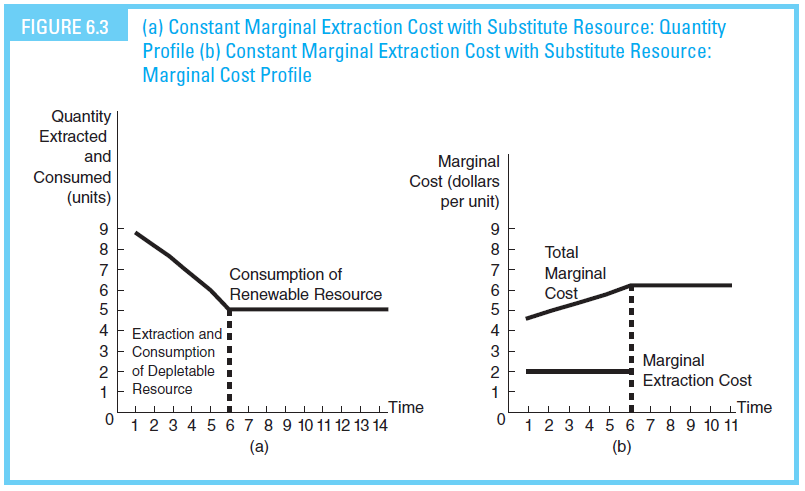 FIGURE 6.3
(a) Constant Marginal Extraction Cost with Substitute Resource: Quantity
Profile (b) Constant Marginal Extraction Cost with Substitute Resource:
Marginal Cost Profile
Quantity
Extracted
and
Consumed
(units)
9
8
7
6
5
4
3
2
1
0
Consumption of
Renewable Resource
Extraction and
Consumption
of Depletable
Resource
Time
1 2 3 4 5 6 7 8 9 10 11 12 13 14
(a)
Marginal
Cost (dollars
per unit)
9
8
7
6
5
4
3
2
1
0
Total
Marginal
Cost
Marginal
Extraction Cost
Time
1 2 3 4 5 6 7 8 9 10 11
(b)